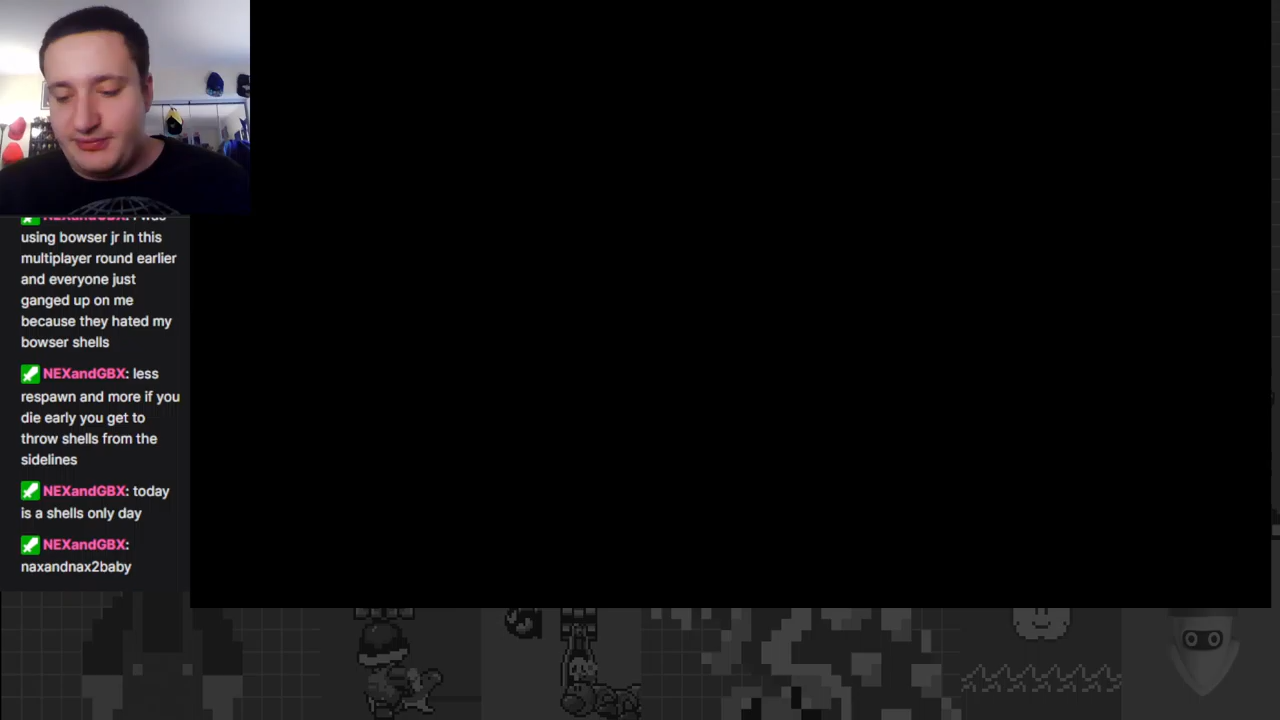 using bowser jr in this
multiplayer round earlier
and everyone just
ganged up on me
because they hated my
bowser shells
NEXandGBX: less
respawn and more if you
die early you get to
throw shells from the
sidelines
NEXandGBX: today
is a shells only day
NEXandGBX:
naxandnax2baby